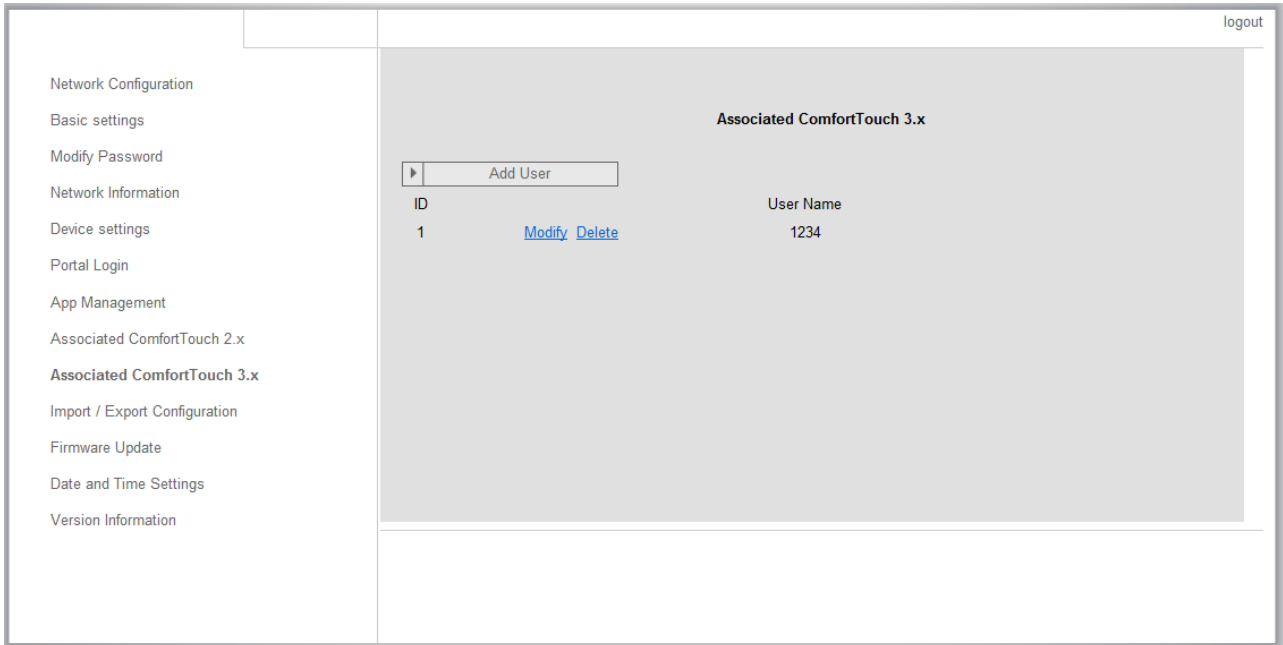 logout
Network Configuration
Basic settings
Modify Password
Network Information
Device settings
Portal Login
App Management
Associated ComfortTouch 2.x
Associated ComfortTouch 3.x
Import / Export Configuration
Firmware Update
Date and Time Settings
Version Information
Associated ComfortTouch 3.x
Add User
ID User Name
1 Modify Delete 1234